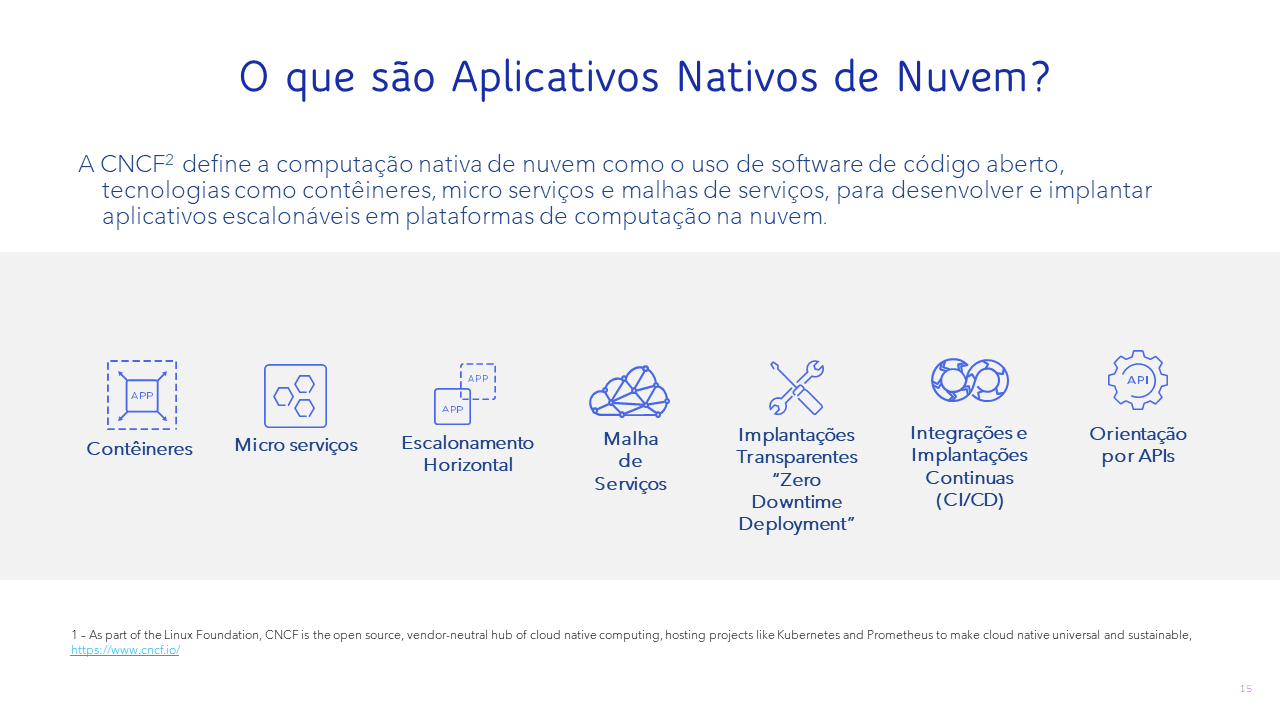 O que são Aplicativos Nativos de Nuvem?
A CNCF² define a computação nativa de nuvem como o uso de software de código aberto,
tecnologias como contêineres, micro serviços e malhas de serviços, para desenvolver e implantar
aplicativos escalonáveis em plataformas de computação na nuvem.
APP
Contêineres
Micro serviços
APP
APP
Escalonamento
Horizontal
Malha
de
Serviços
Implantações
Transparentes
“Zero
Downtime
Deployment”
Integrações e
Implantações
Continuas
(CI/CD)
API
Orientação
por APIs
1 – As part of the Linux Foundation, CNCF is the open source, vendor-neutral hub of cloud native computing, hosting projects like Kubernetes and Prometheus to make cloud native universal and sustainable,
https://www.cncf.io/
15